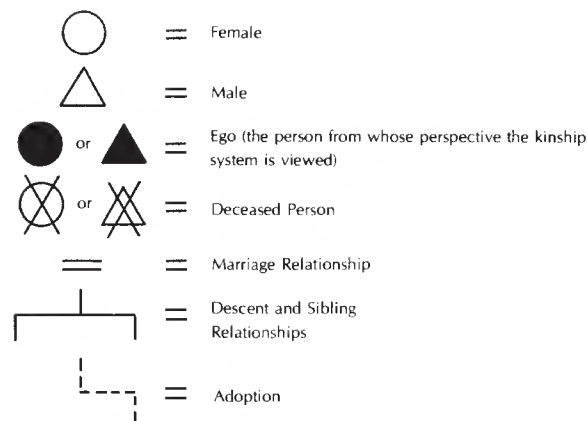 = Female
= Male
or = Ego (the person from whose perspective the kinship
system is viewed)
or = Deceased Person
= Marriage Relationship
= Descent and Sibling
Relationships
= Adoption